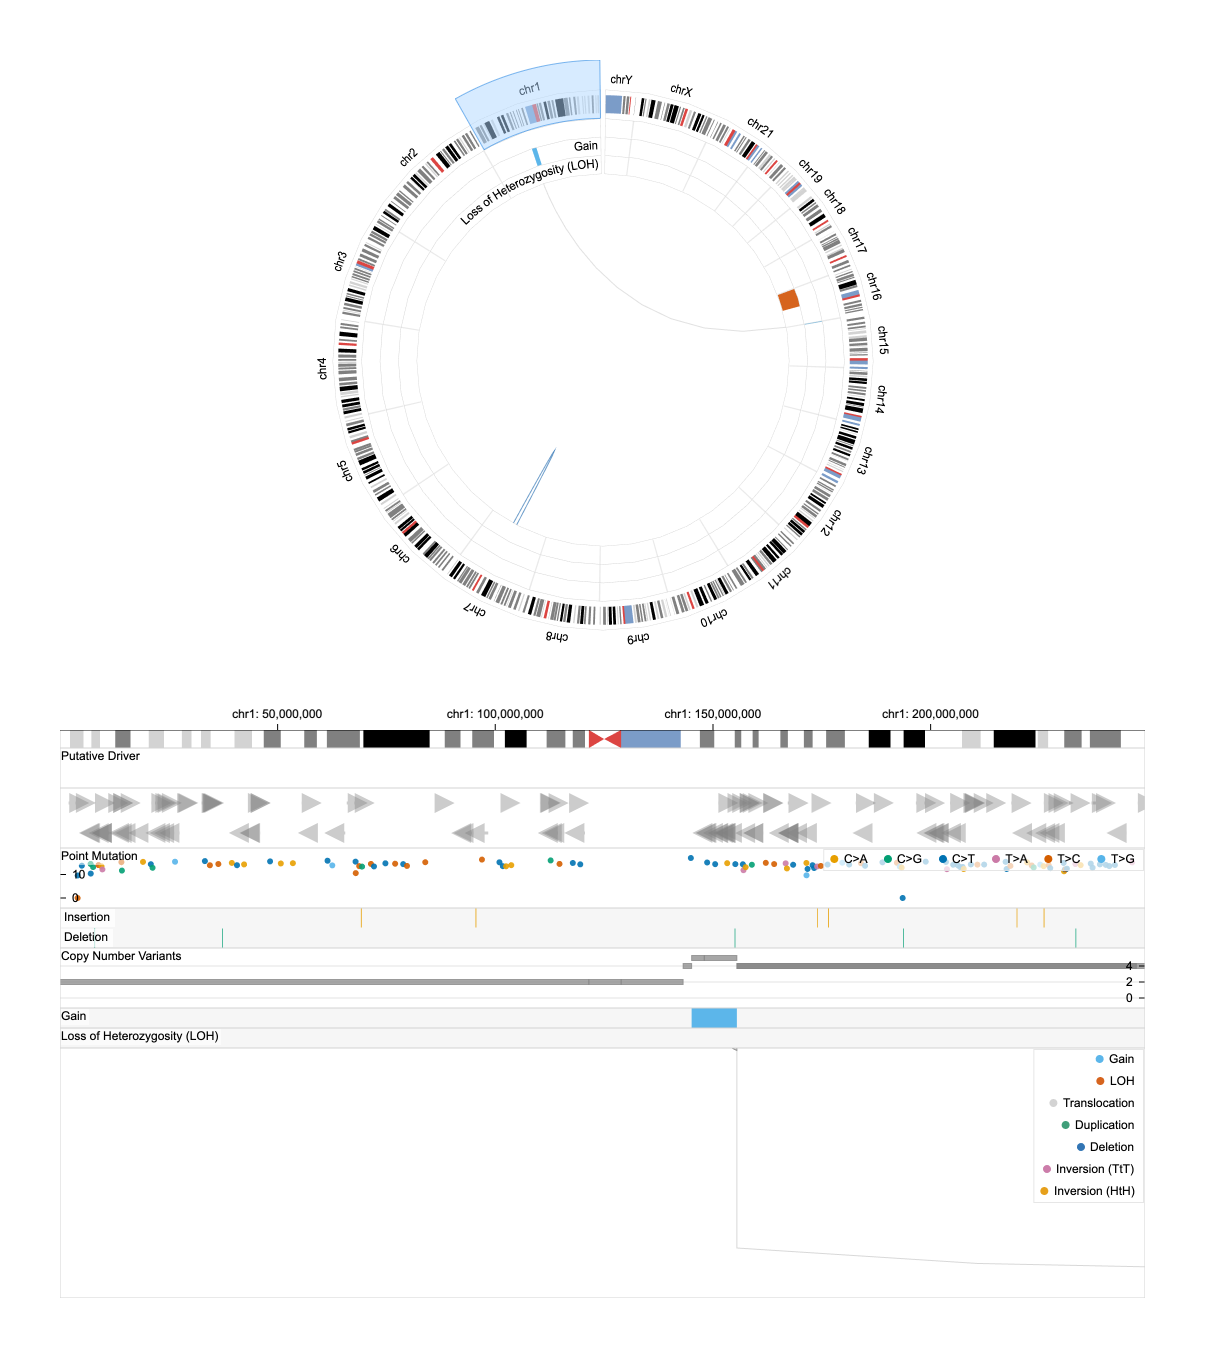 chrY
chrX
chr21
chr19
chr18
chr17
chr16
chr15
chr14
chr13
chr12
chr11
chr10
chr9
chr8
chr7
chr6
chr5
chr4
chr3
chr2
chr1
Gain
Loss of Heterozygosity (LOH)
chr1: 50,000,000 chr1: 100,000,000 chr1: 150,000,000 chr1: 200,000,000
Putative Driver
Point Mutation
C>A C>G C>T T>A T>C T>G
10
0
Insertion
Deletion
Copy Number Variants
4
2
0
Gain
Loss of Heterozygosity (LOH)
Gain
LOH
Translocation
Duplication
Deletion
Inversion (TtT)
Inversion (HtH)